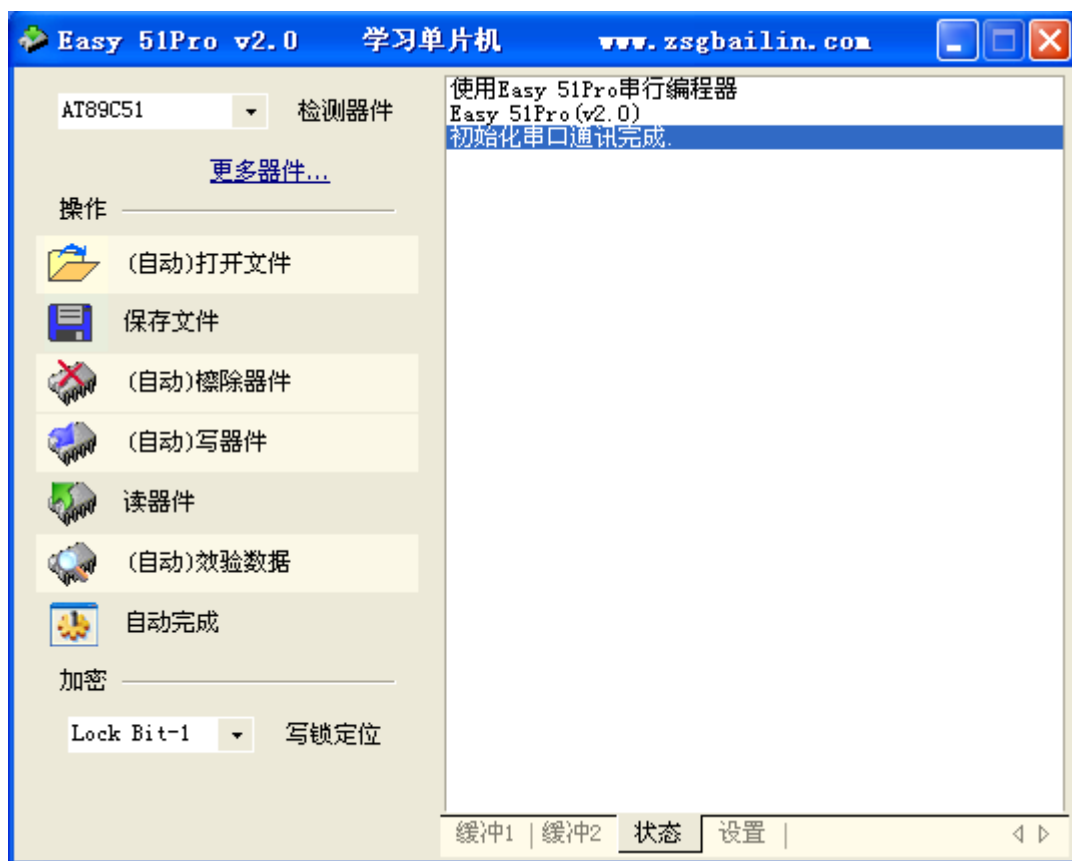 Easy 51Pro v2.0 学习单片机 www.zsgbailin.com
AT89C51 检测器件
更多器件...
操作
(自动)打开文件
保存文件
(自动)擦除器件
(自动)写器件
读器件
(自动)效验数据
自动完成
加密
Lock Bit-1 写锁定位
使用Easy 51Pro串行编程器
Easy 51Pro(v2.0)
初始化串口通讯完成.
缓冲1 | 缓冲2 状态 设置 |